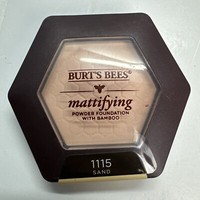 BURT'S BEES
mattifying
POWDER FOUNDATION
WITH BAMBOO
1115
SAND